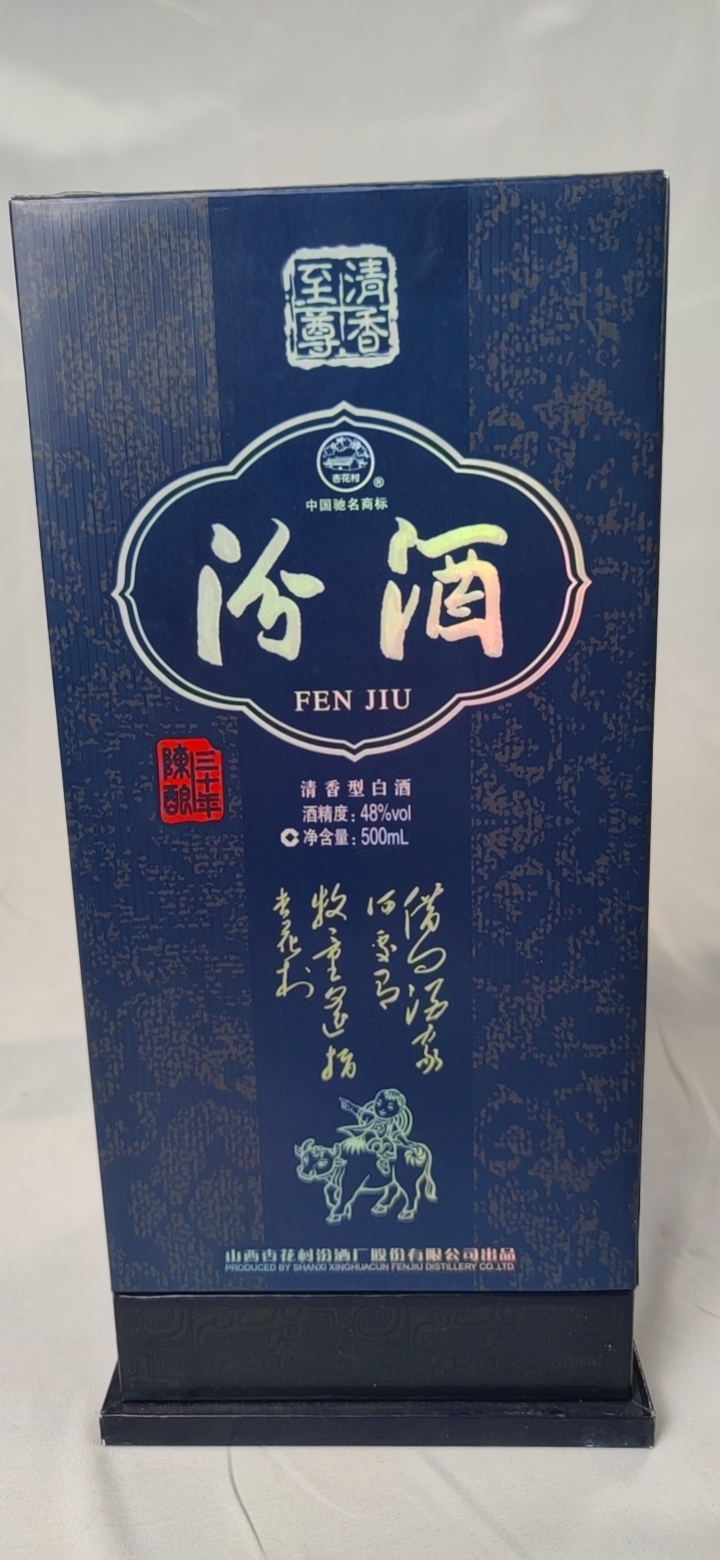 清香至尊
杏花村
®
中国驰名商标
汾酒
FEN JIU
三十年陳酿
清香型白酒
酒精度：48%vol
净含量：500mL
借问酒家
何处有
牧童遥指
杏花村
山西杏花村汾酒厂股份有限公司出品
PRODUCED BY SHANXI XINGHUACUN FENJIU DISTILLERY CO.,LTD.